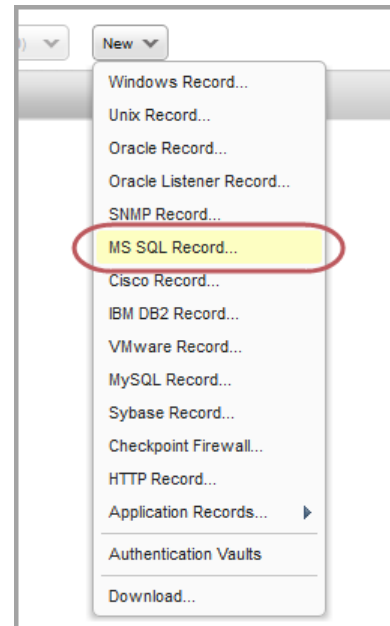 New
Windows Record...
Unix Record...
Oracle Record...
Oracle Listener Record...
SNMP Record...
MS SQL Record...
Cisco Record...
IBM DB2 Record...
VMware Record...
MySQL Record...
Sybase Record...
Checkpoint Firewall...
HTTP Record...
Application Records...
Authentication Vaults
Download...